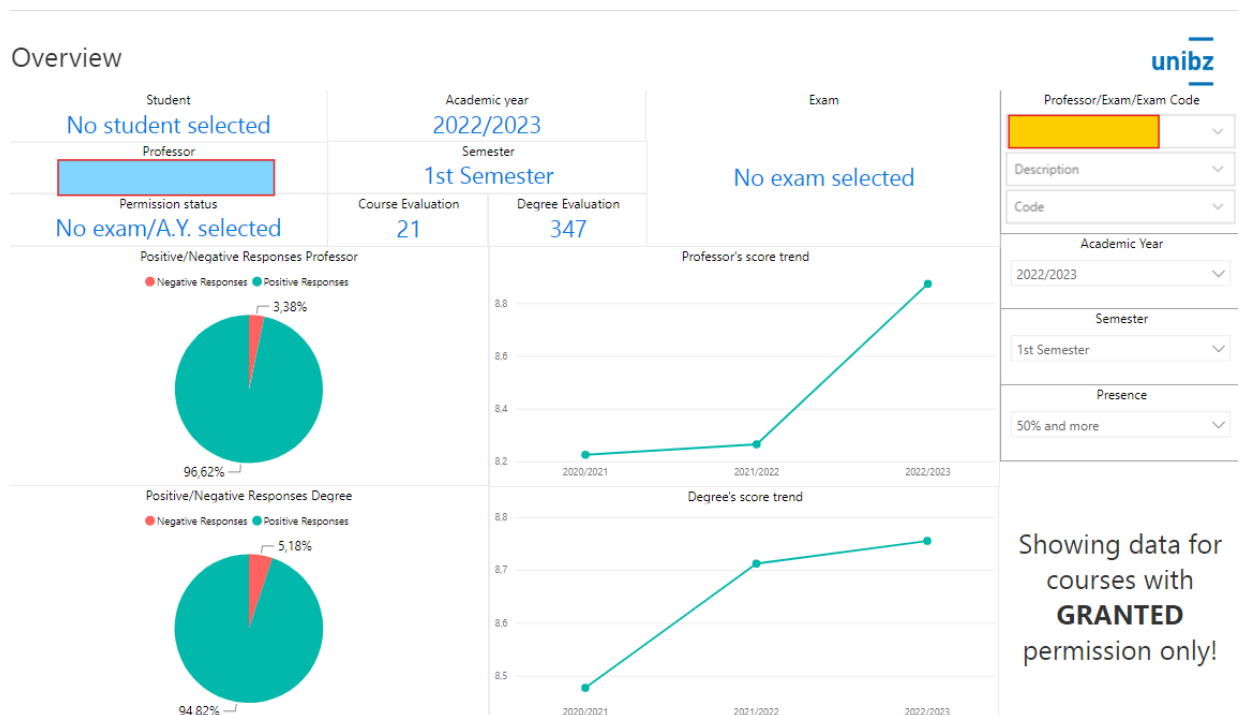 Overview
unibz
Student
No student selected
Academic year
2022/2023
Exam
No exam selected
Professor
Semester
1st Semester
Permission status
No exam/A.Y. selected
Course Evaluation
21
Degree Evaluation
347
Professor/Exam/Exam Code
Description
Code
Academic Year
2022/2023
Semester
1st Semester
Presence
50% and more
Positive/Negative Responses Professor
Negative Responses Positive Responses
3,38%
96,62%
Professor's score trend
8.8
8.6
8.4
8.2
2020/2021 2021/2022 2022/2023
Positive/Negative Responses Degree
Negative Responses Positive Responses
5,18%
94,82%
Degree's score trend
8.8
8.7
8.6
8.5
2020/2021 2021/2022 2022/2023
Showing data for
courses with
GRANTED
permission only!